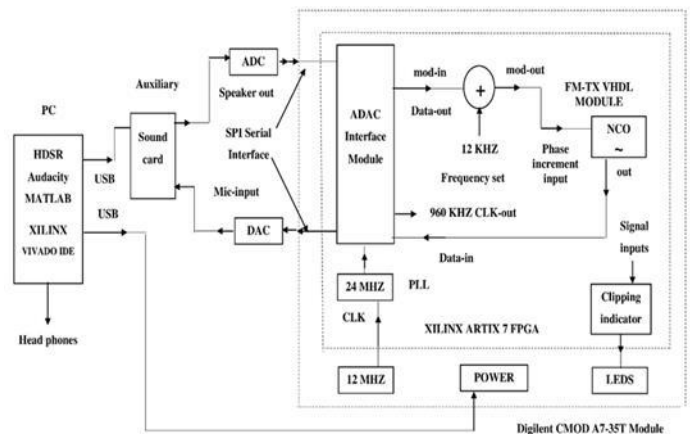 PC
HDSR
Audacity
MATLAB
XILINX
VIVADO IDE
Head phones
USB
USB
Auxiliary
Sound
card
ADC
Speaker out
SPI Serial
Interface
Mic-input
DAC
ADAC
Interface
Module
mod-in
Data-out
+
mod-out
12 KHZ
Frequency set
FM-TX VHDL
MODULE
NCO
~
Phase
increment
input
out
960 KHZ CLK-out
Data-in
Signal
inputs
Clipping
indicator
24 MHZ
PLL
CLK
XILINX ARTIX 7 FPGA
12 MHZ
POWER
LEDS
Digilent CMOD A7-35T Module